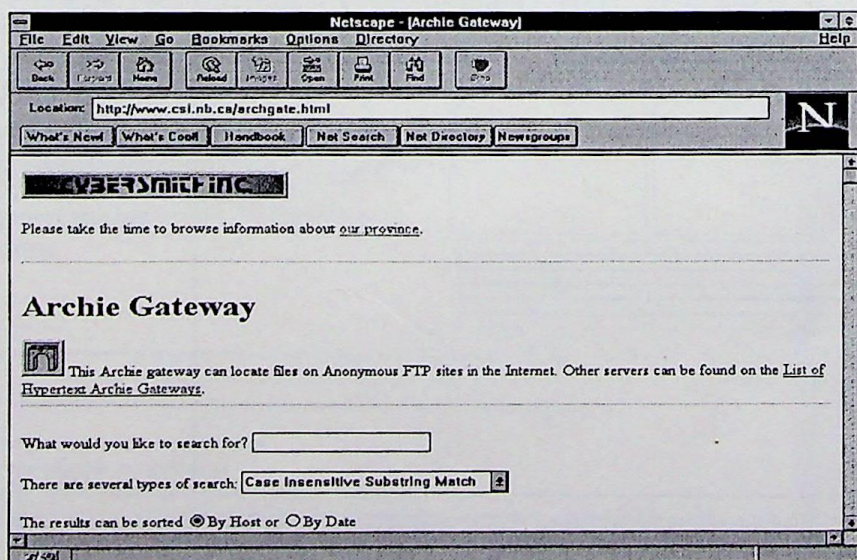 Netscape - [Archie Gateway]
File Edit View Go Bookmarks Options Directory Help
Back Forward Home Reload Images Open Print Find Stop
Location: http://www.csi.nb.ca/archgate.html
What's New! What's Cool! Handbook Net Search Net Directory Newsgroups
N
CYBERSMITH INC
Please take the time to browse information about our province.
Archie Gateway
This Archie gateway can locate files on Anonymous FTP sites in the Internet. Other servers can be found on the List of
Hypertext Archie Gateways.
What would you like to search for?
There are several types of search: Case Insensitive Substring Match
The results can be sorted By Host or By Date